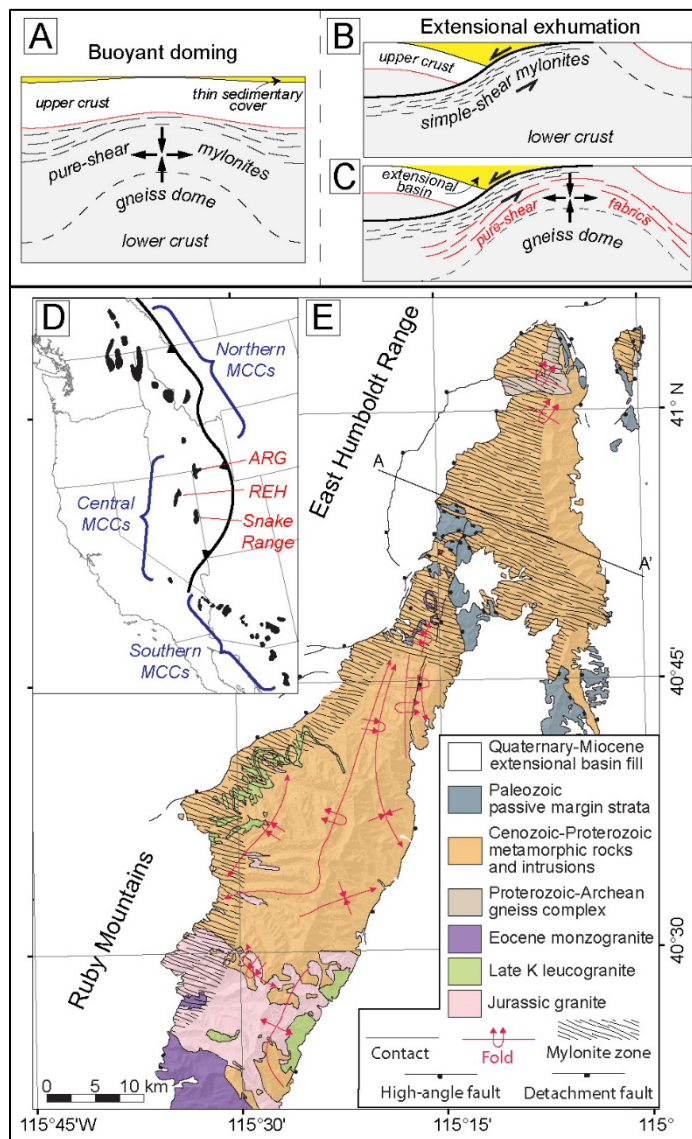 A
Buoyant doming
thin sedimentary
cover
upper crust
pure-shear
mylonites
gneiss dome
lower crust
Extensional exhumation
B
upper crust
simple-shear mylonites
lower crust
C
extensional
basin
pure-shear
fabrics
gneiss dome
D
Northern
MCCs
ARG
REH
Snake
Range
Central
MCCs
Southern
MCCs
E
East Humboldt Range
Ruby Mountains
A
A'
41° N
40°45
40°30
Quaternary-Miocene
extensional basin fill
Paleozoic
passive margin strata
Cenozoic-Proterozoic
metamorphic rocks
and intrusions
Proterozoic-Archean
gneiss complex
Eocene monzogranite
Late K leucogranite
Jurassic granite
Contact
Fold
Mylonite zone
High-angle fault
Detachment fault
0 5 10 km
115°45'W
115°30'
115°15'
115°